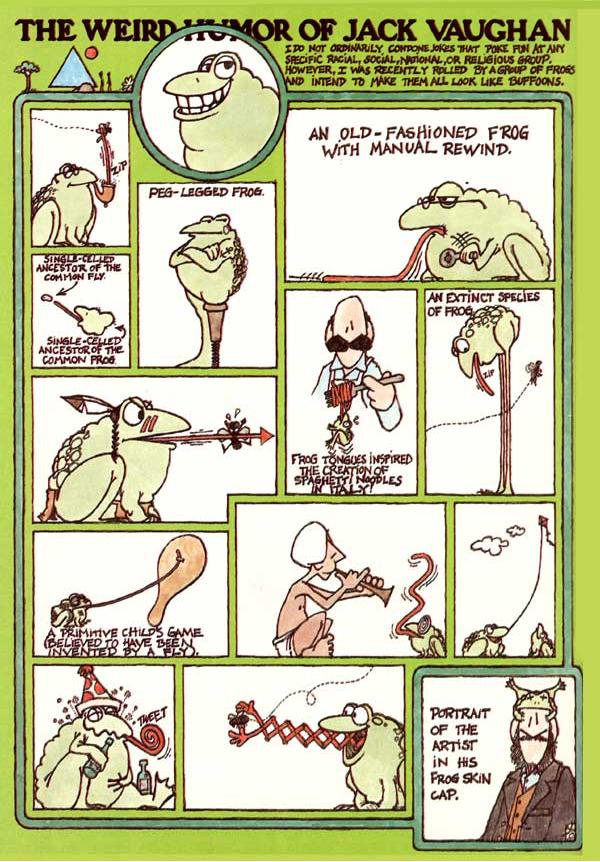 THE WEIRD HUMOR OF JACK VAUGHAN
I DO NOT ORDINARILY CONDONE JOKES THAT POKE FUN AT ANY
SPECIFIC RACIAL, SOCIAL, NATIONAL, OR RELIGIOUS GROUP.
HOWEVER, I WAS RECENTLY ROLLED BY A GROUP OF FROGS
AND INTEND TO MAKE THEM ALL LOOK LIKE BUFFOONS.
ZIP
PEG-LEGGED FROG.
AN OLD-FASHIONED FROG
WITH MANUAL REWIND.
SINGLE-CELLED
ANCESTOR OF THE
COMMON FLY.
SINGLE-CELLED
ANCESTOR OF THE
COMMON FROG.
FROG TONGUES INSPIRED
THE CREATION OF
SPAGHETTI NOODLES
IN ITALY!
AN EXTINCT SPECIES
OF FROG.
ZIP
A PRIMITIVE CHILD'S GAME
(BELIEVED TO HAVE BEEN
INVENTED BY A FLY).
TWEET
PORTRAIT
OF THE
ARTIST
IN HIS
FROG SKIN
CAP.